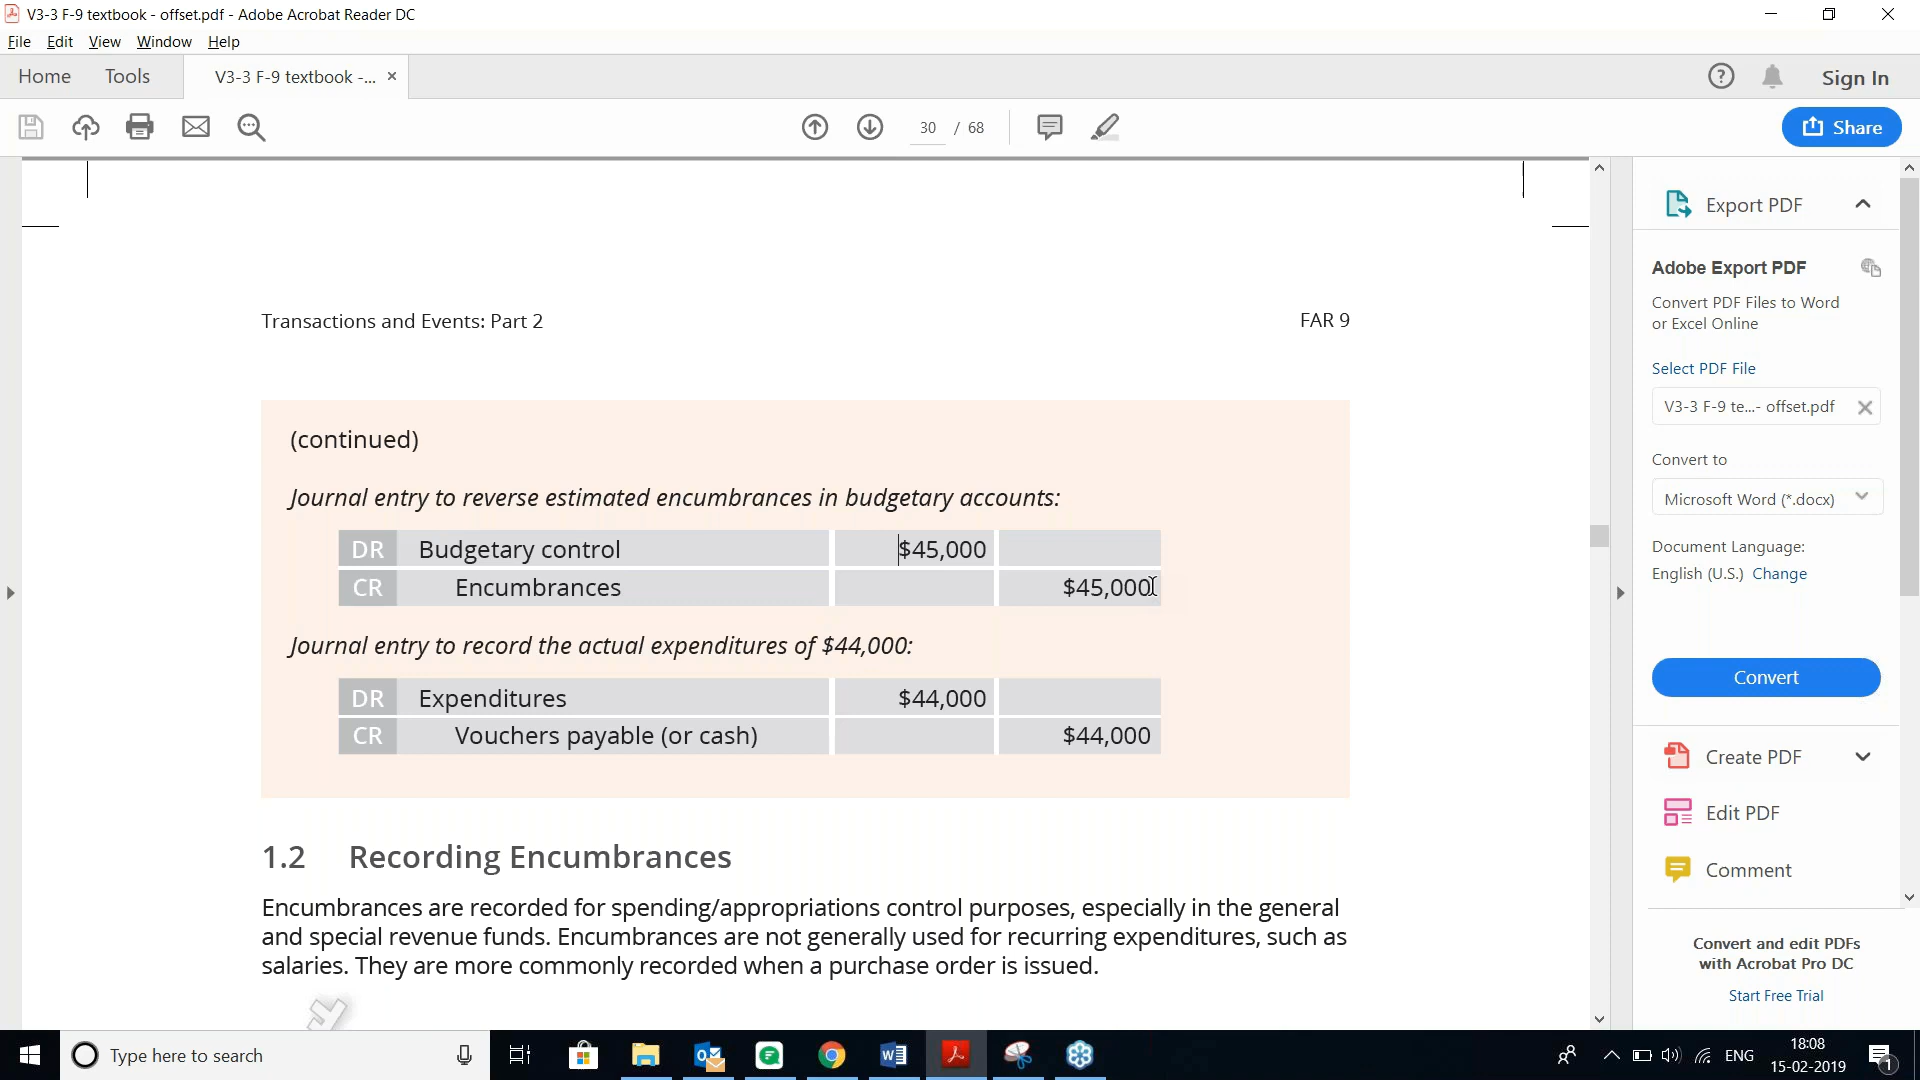 V3-3 F-9 textbook - offset.pdf - Adobe Acrobat Reader DC
File Edit View Window Help
Home Tools V3-3 F-9 textbook -... × Sign In
30 / 68 Share
Transactions and Events: Part 2 FAR 9
(continued)
Journal entry to reverse estimated encumbrances in budgetary accounts:
DR Budgetary control $45,000
CR Encumbrances $45,000
Journal entry to record the actual expenditures of $44,000:
DR Expenditures $44,000
CR Vouchers payable (or cash) $44,000
1.2 Recording Encumbrances
Encumbrances are recorded for spending/appropriations control purposes, especially in the general
and special revenue funds. Encumbrances are not generally used for recurring expenditures, such as
salaries. They are more commonly recorded when a purchase order is issued.
Export PDF
Adobe Export PDF
Convert PDF Files to Word
or Excel Online
Select PDF File
V3-3 F-9 te...- offset.pdf
Convert to
Microsoft Word (*.docx)
Document Language:
English (U.S.) Change
Convert
Create PDF
Edit PDF
Comment
Convert and edit PDFs
with Acrobat Pro DC
Start Free Trial
Type here to search
ENG
18:08
15-02-2019
1